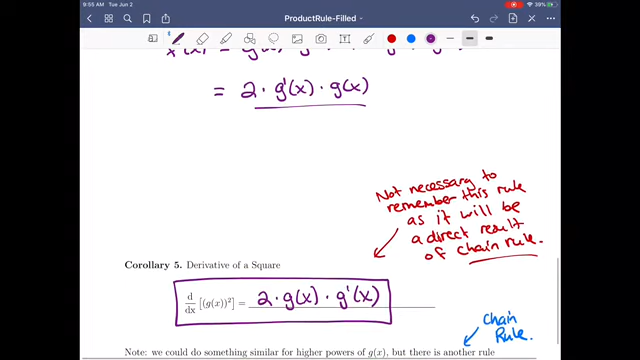 9:55 AM Tue Jun 2
39%
ProductRule-Filled
= 2 · g'(x) · g(x)
Not necessary to
remember this rule
as it will be
a direct result
of chain rule.
Corollary 5. Derivative of a Square
d/dx [(g(x))²] = 2 · g(x) · g'(x)
Chain
Rule.
Note: we could do something similar for higher powers of g(x), but there is another rule